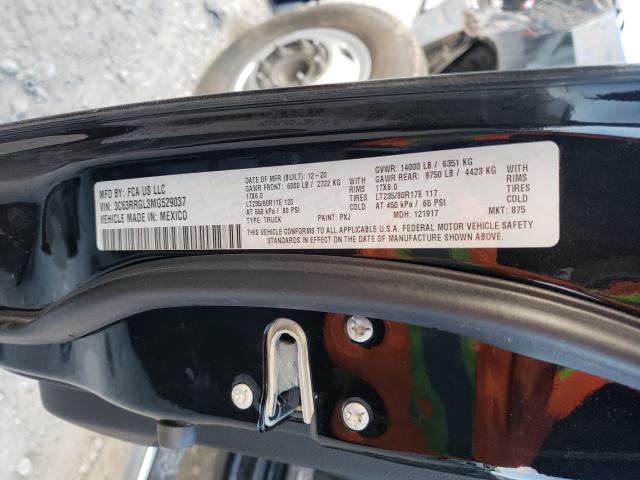 MFD BY: FCA US LLC
VIN: 3C63RRGL3MG529037
VEHICLE MADE IN: MEXICO
DATE OF MFR (BUILT): 12-20
GAWR FRONT: 6000 LB / 2722 KG WITH
17X6.0 RIMS
LT235/80R17E 120
AT 550 kPal / 80 PSI COLD
TYPE: TRUCK PAINT: PXJ
GVWR: 14000 LB / 6351 KG
GAWR REAR: 9750 LB / 4423 KG WITH
17X6.0 RIMS
LT235/80R17E 117
AT 450 kPal / 65 PSI COLD
MDH: 121917 MKT: 875
THIS VEHICLE CONFORMS TO ALL APPLICABLE U.S.A. FEDERAL MOTOR VEHICLE SAFETY
STANDARDS IN EFFECT ON THE DATE OF MANUFACTURE SHOWN ABOVE.